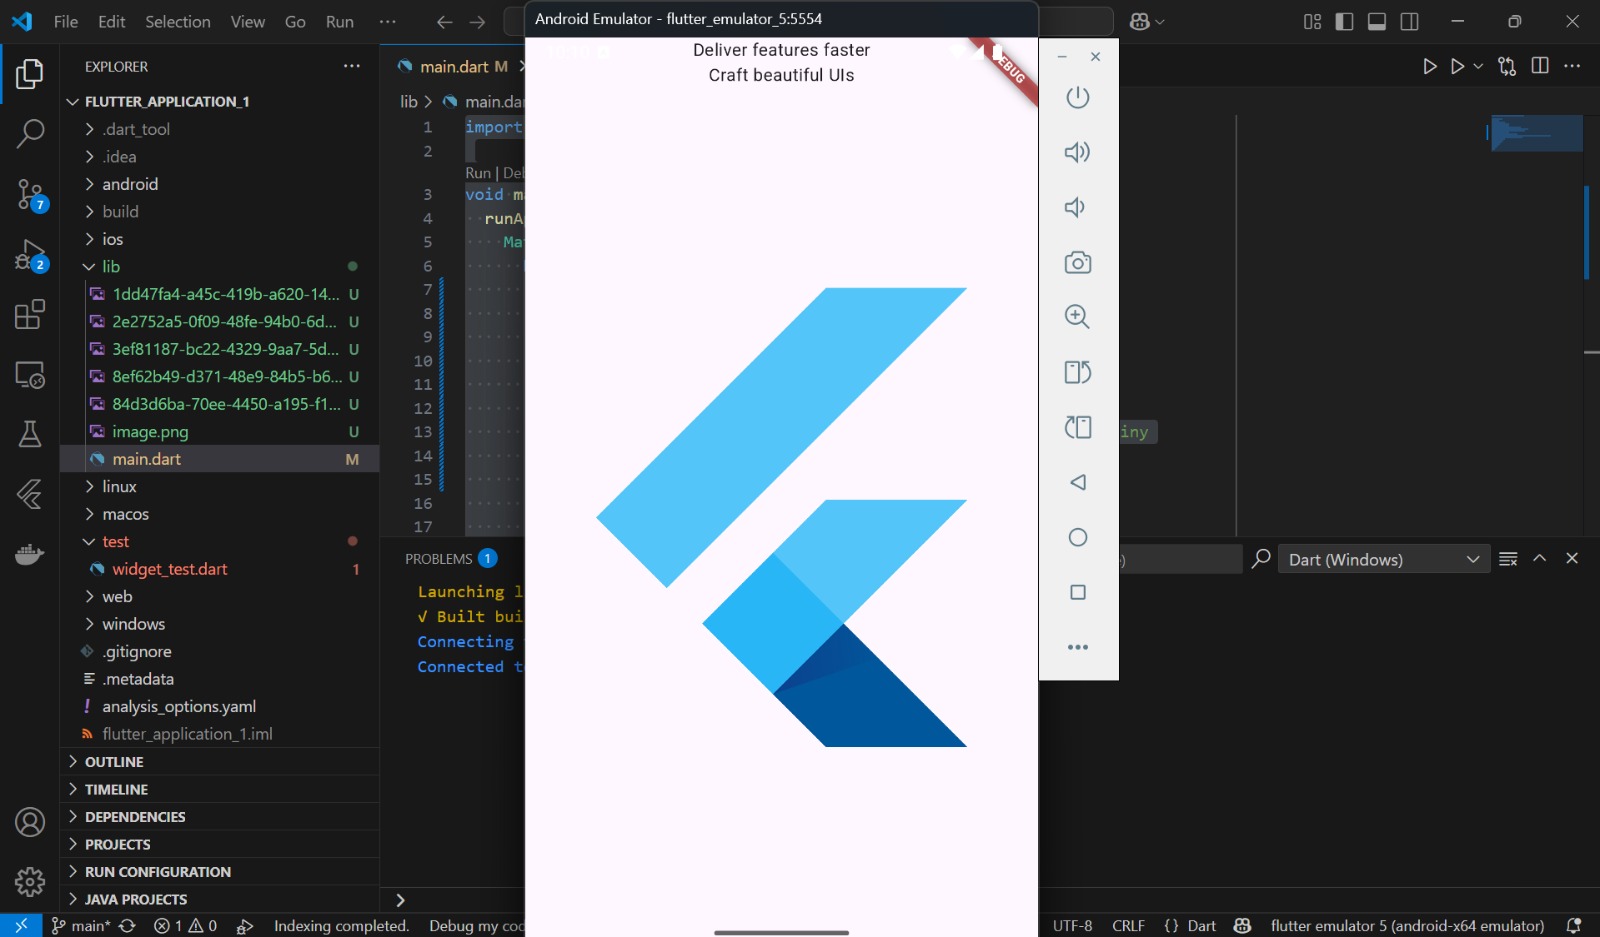 File Edit Selection View Go Run
Android Emulator - flutter_emulator_5:5554
EXPLORER
FLUTTER_APPLICATION_1
.dart_tool
.idea
android
build
ios
lib
1dd47fa4-a45c-419b-a620-14... U
2e2752a5-0f09-48fe-94b0-6d... U
3ef81187-bc22-4329-9aa7-5d... U
8ef62b49-d371-48e9-84b5-b6... U
84d3d6ba-70ee-4450-a195-f1... U
image.png U
main.dart M
linux
macos
test
widget_test.dart 1
web
windows
.gitignore
.metadata
analysis_options.yaml
flutter_application_1.iml
OUTLINE
TIMELINE
DEPENDENCIES
PROJECTS
RUN CONFIGURATION
JAVA PROJECTS
7
2
main.dart M
lib > main.da
1 import
2
Run | De
3 void m
4 runA
5 Ma
6
7
8
9
10
11
12
13
14
15
16
17
iny
Deliver features faster
Craft beautiful UIs
DEBUG
PROBLEMS 1
Dart (Windows)
Launching l
√ Built bui
Connecting
Connected t
main* 1 0 Indexing completed. Debug my co
UTF-8 CRLF {} Dart flutter emulator 5 (android-x64 emulator)